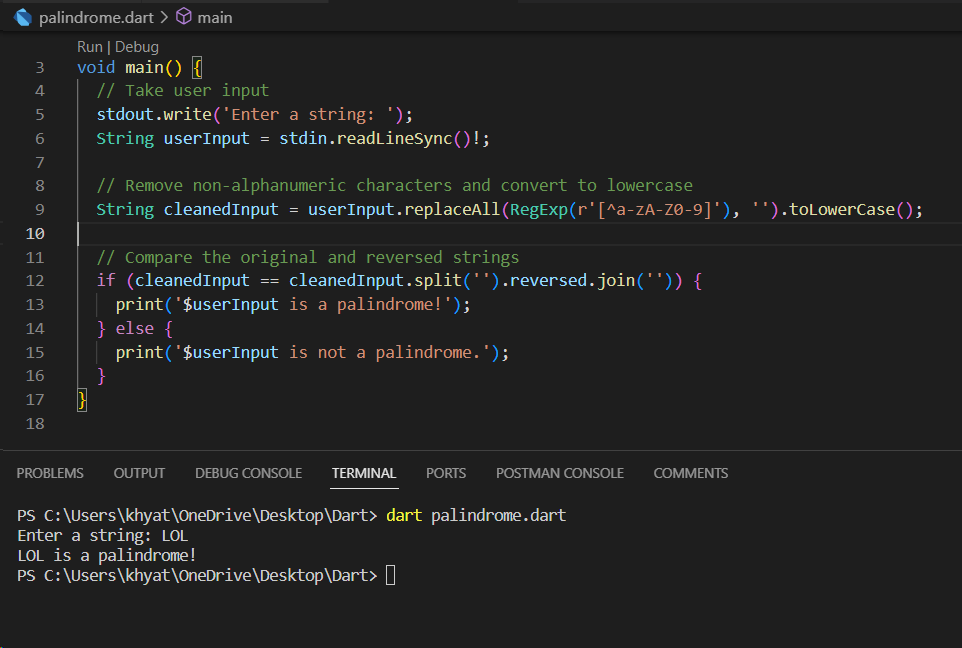 palindrome.dart > main
Run | Debug
3 void main() {
4 // Take user input
5 stdout.write('Enter a string: ');
6 String userInput = stdin.readLineSync()!;
7
8 // Remove non-alphanumeric characters and convert to lowercase
9 String cleanedInput = userInput.replaceAll(RegExp(r'[^a-zA-Z0-9]'), '').toLowerCase();
10
11 // Compare the original and reversed strings
12 if (cleanedInput == cleanedInput.split('').reversed.join('')) {
13 print('$userInput is a palindrome!');
14 } else {
15 print('$userInput is not a palindrome.');
16 }
17 }
18
PROBLEMS OUTPUT DEBUG CONSOLE TERMINAL PORTS POSTMAN CONSOLE COMMENTS
PS C:\Users\khyat\OneDrive\Desktop\Dart> dart palindrome.dart
Enter a string: LOL
LOL is a palindrome!
PS C:\Users\khyat\OneDrive\Desktop\Dart>